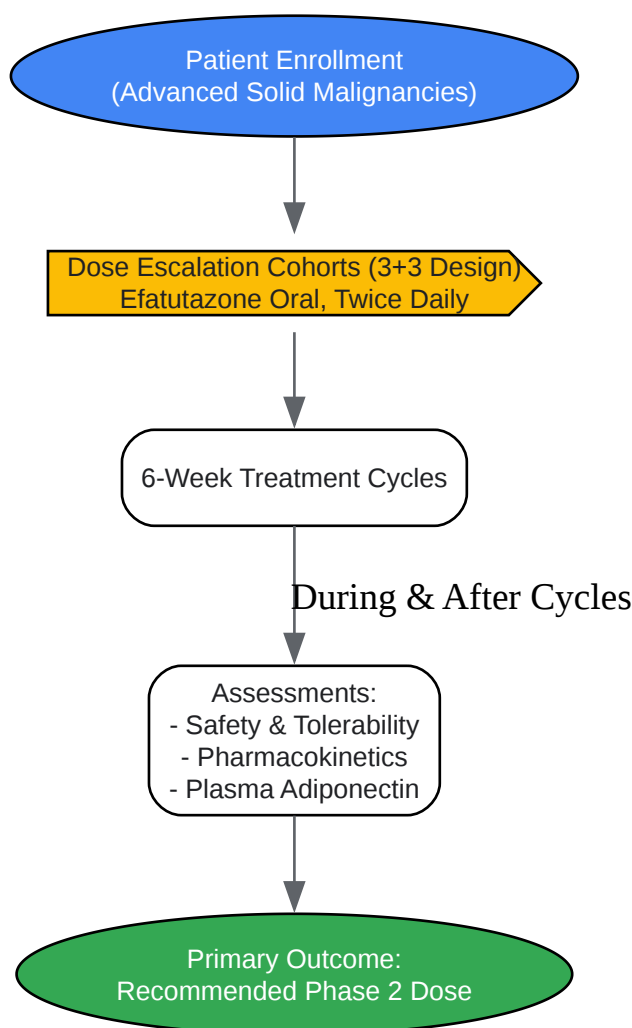 Patient Enrollment
(Advanced Solid Malignancies)
Dose Escalation Cohorts (3+3 Design)
Efatutazone Oral, Twice Daily
6-Week Treatment Cycles
During & After Cycles
Assessments:
- Safety & Tolerability
- Pharmacokinetics
- Plasma Adiponectin
Primary Outcome:
Recommended Phase 2 Dose